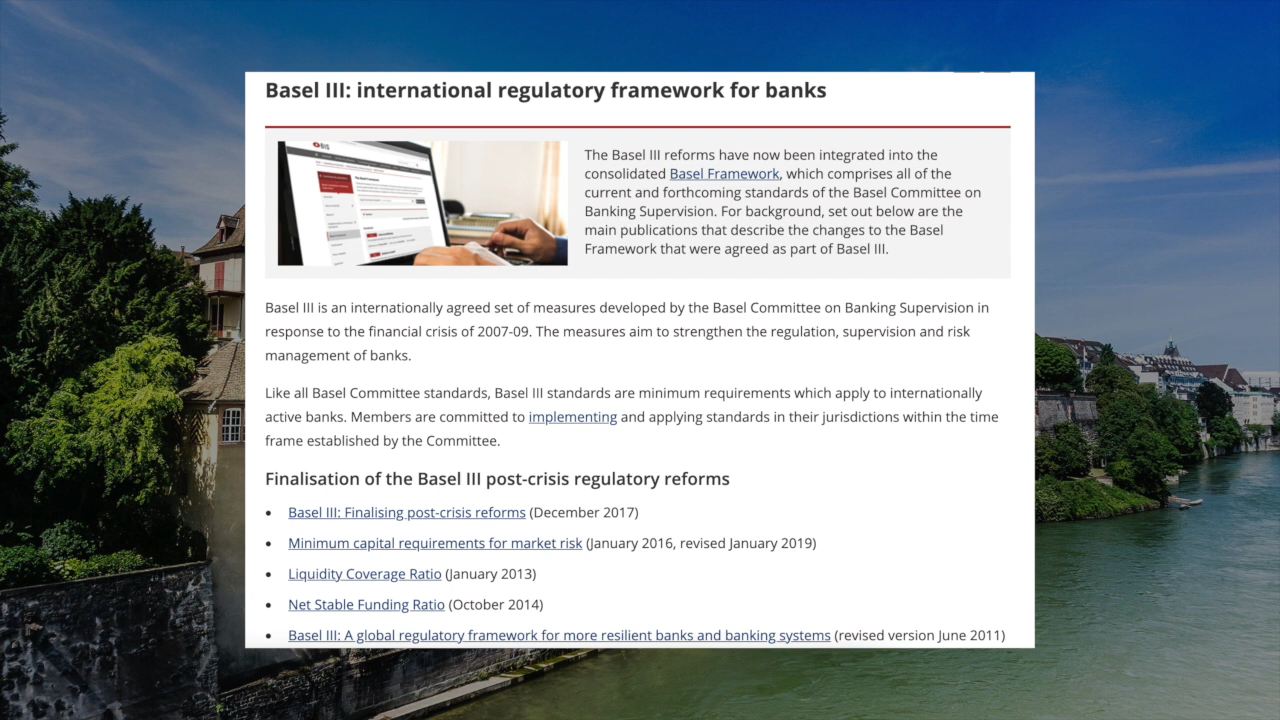 Basel III: international regulatory framework for banks
BIS
The Basel III reforms have now been integrated into the
consolidated Basel Framework, which comprises all of the
current and forthcoming standards of the Basel Committee on
Banking Supervision. For background, set out below are the
main publications that describe the changes to the Basel
Framework that were agreed as part of Basel III.
Basel III is an internationally agreed set of measures developed by the Basel Committee on Banking Supervision in
response to the financial crisis of 2007-09. The measures aim to strengthen the regulation, supervision and risk
management of banks.
Like all Basel Committee standards, Basel III standards are minimum requirements which apply to internationally
active banks. Members are committed to implementing and applying standards in their jurisdictions within the time
frame established by the Committee.
Finalisation of the Basel III post-crisis regulatory reforms
• Basel III: Finalising post-crisis reforms (December 2017)
• Minimum capital requirements for market risk (January 2016, revised January 2019)
• Liquidity Coverage Ratio (January 2013)
• Net Stable Funding Ratio (October 2014)
• Basel III: A global regulatory framework for more resilient banks and banking systems (revised version June 2011)